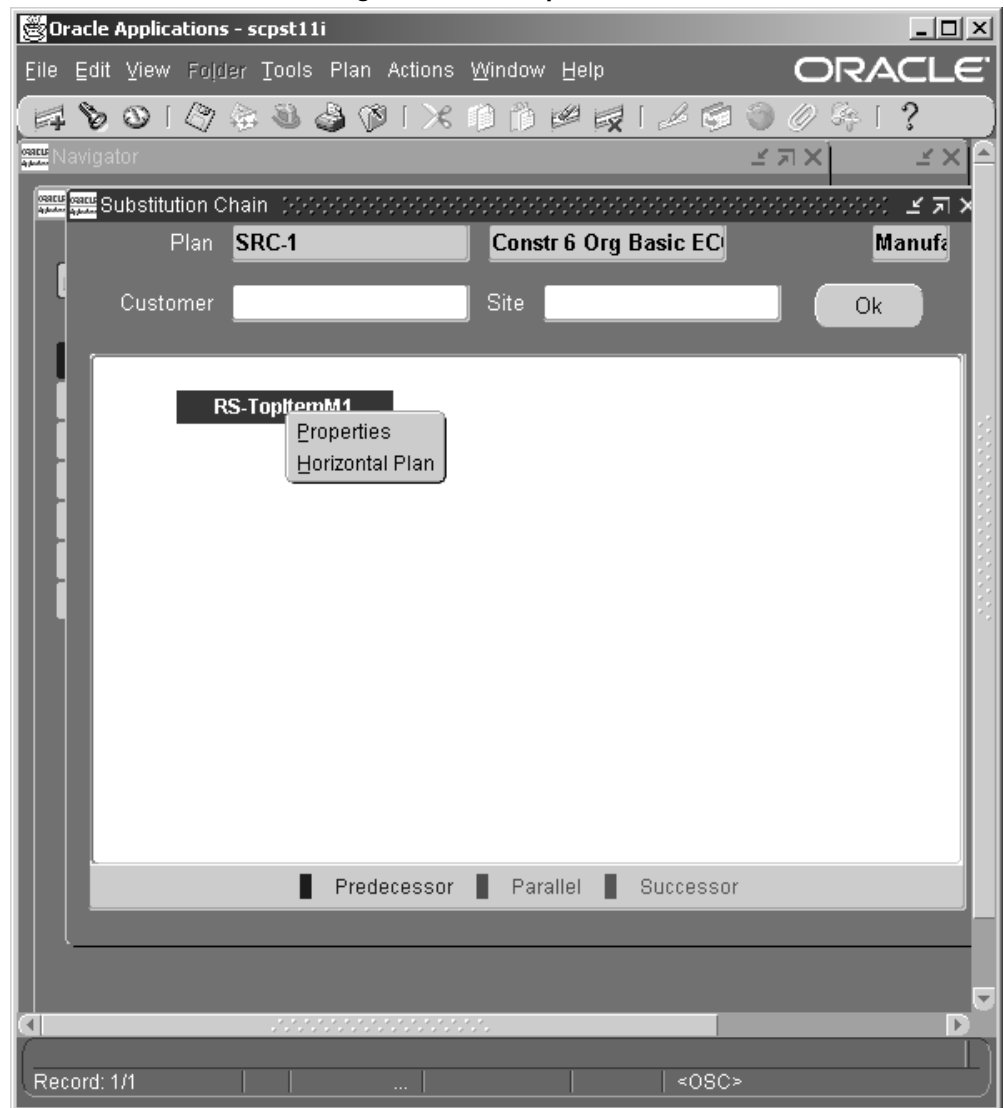 Oracle Applications - scpst11i
File Edit View Folder Tools Plan Actions Window Help
ORACLE
Navigator
Substitution Chain
Plan SRC-1 Constr 6 Org Basic EC Manufa
Customer Site Ok
RS-TopItemM1
Properties
Horizontal Plan
Predecessor Parallel Successor
Record: 1/1 ... <OSC>